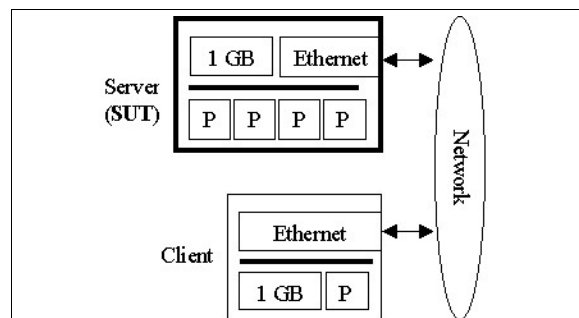 1 GB Ethernet
Server
(SUT)
P P P P
Network
Ethernet
Client
1 GB P